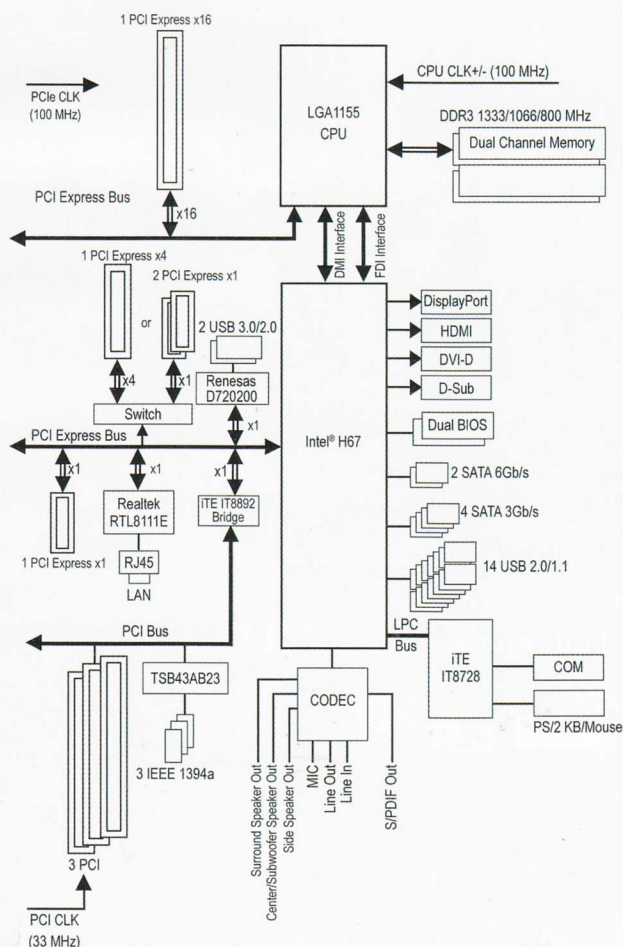 1 PCI Express x16
PCIe CLK
(100 MHz)
LGA1155
CPU
CPU CLK+/- (100 MHz)
DDR3 1333/1066/800 MHz
Dual Channel Memory
PCI Express Bus
x16
DMI Interface
FDI Interface
1 PCI Express x4
or
2 PCI Express x1
2 USB 3.0/2.0
Renesas
D720200
x4
x1
x1
Switch
PCI Express Bus
Intel® H67
DisplayPort
HDMI
DVI-D
D-Sub
Dual BIOS
2 SATA 6Gb/s
4 SATA 3Gb/s
14 USB 2.0/1.1
x1
x1
x1
1 PCI Express x1
Realtek
RTL8111E
RJ45
LAN
iTE IT8892
Bridge
PCI Bus
LPC
Bus
iTE
IT8728
COM
PS/2 KB/Mouse
TSB43AB23
3 IEEE 1394a
CODEC
Surround Speaker Out
Center/Subwoofer Speaker Out
Side Speaker Out
MIC
Line Out
Line In
S/PDIF Out
3 PCI
PCI CLK
(33 MHz)